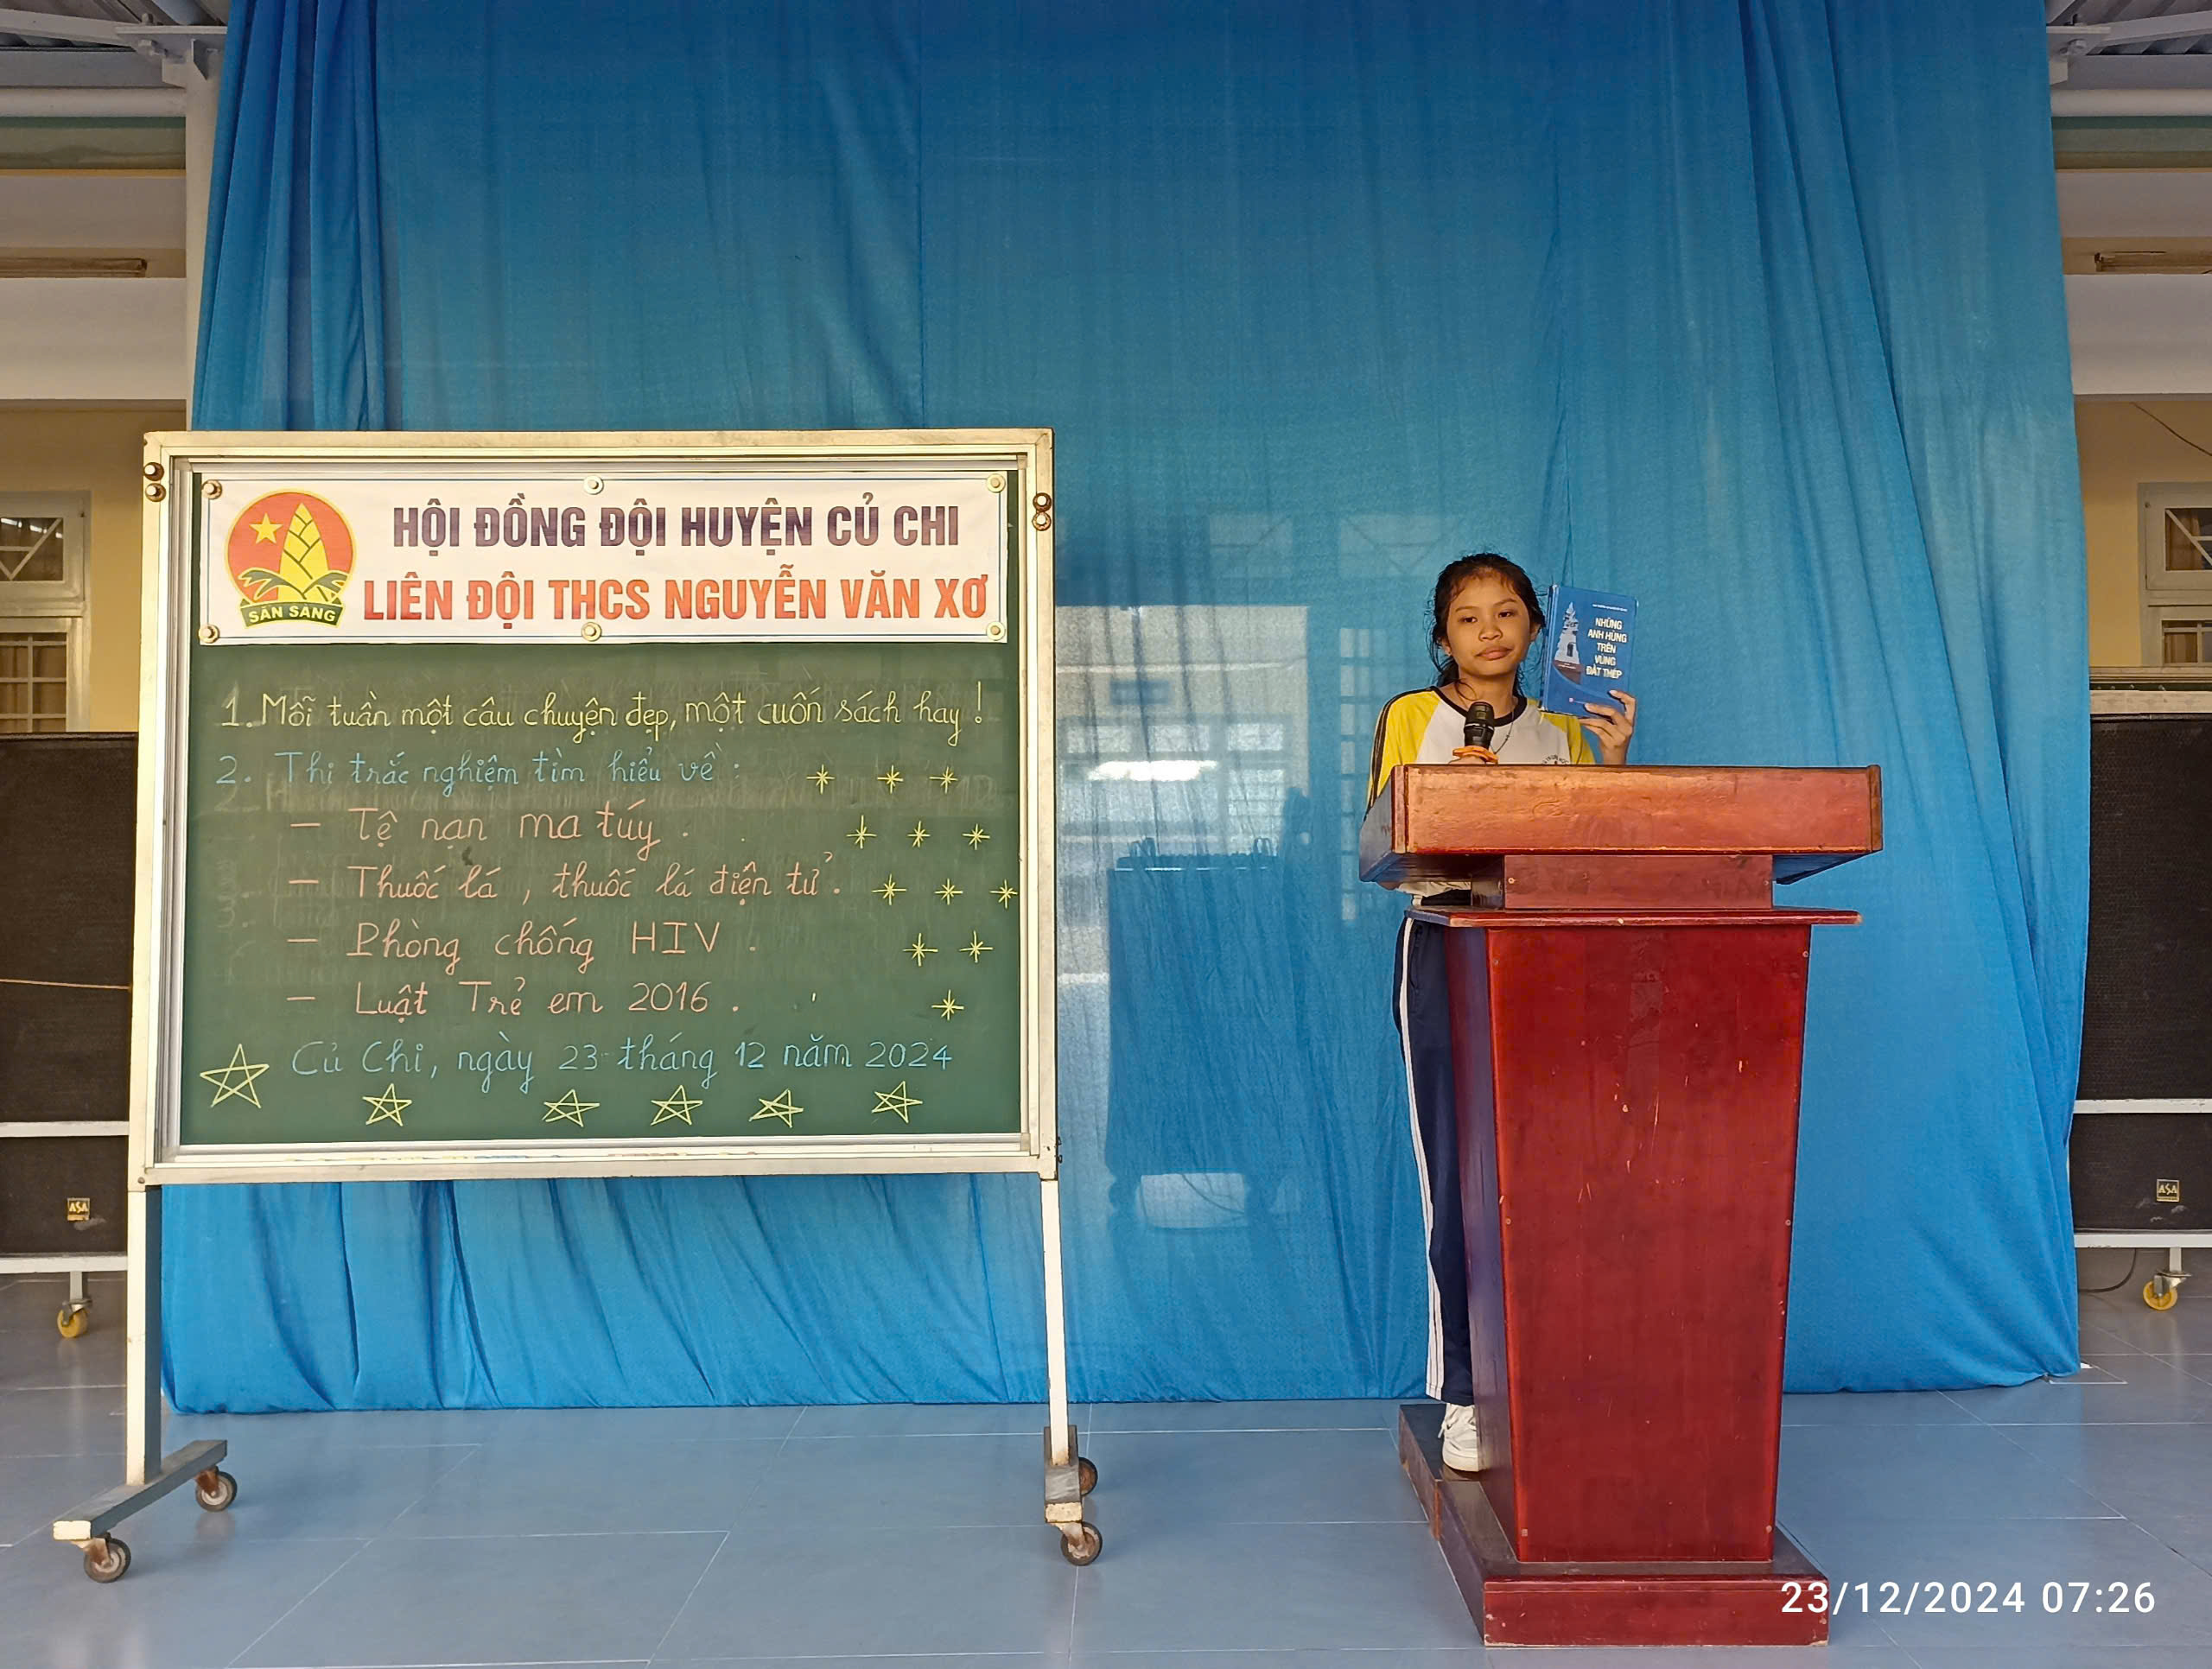 HỘI ĐỒNG ĐỘI HUYỆN CỦ CHI
LIÊN ĐỘI THCS NGUYỄN VĂN XƠ
SẴN SÀNG
1. Mỗi tuần một câu chuyện đẹp, một cuốn sách hay!
2. Thi trắc nghiệm tìm hiểu về:
– Tệ nạn ma túy.
– Thuốc lá, thuốc lá điện tử.
– Phòng chống HIV.
– Luật Trẻ em 2016.
Củ Chi, ngày 23 tháng 12 năm 2024
NHỮNG
ANH HÙNG
TRÊN
VÙNG
ĐẤT THÉP
ASA
ASA
23/12/2024 07:26